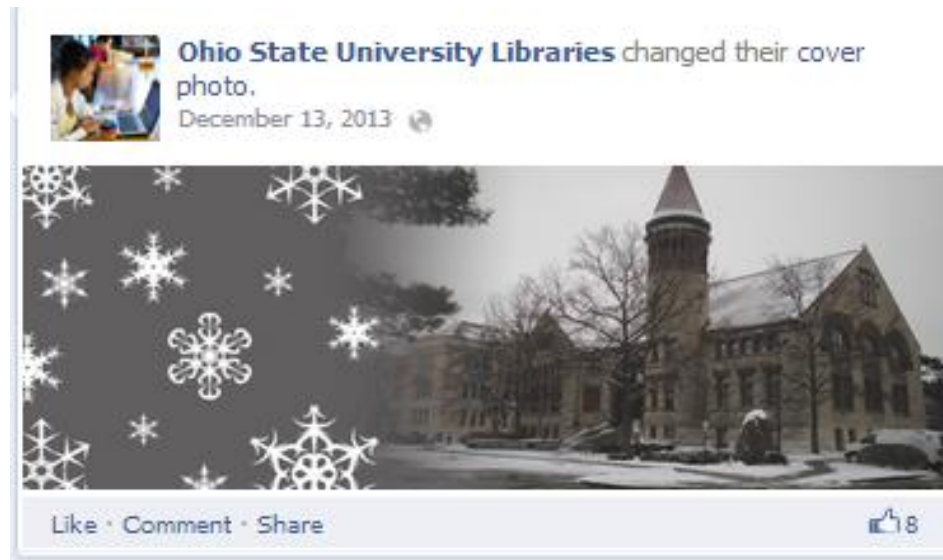 Ohio State University Libraries changed their cover
photo.
December 13, 2013
Like · Comment · Share
8